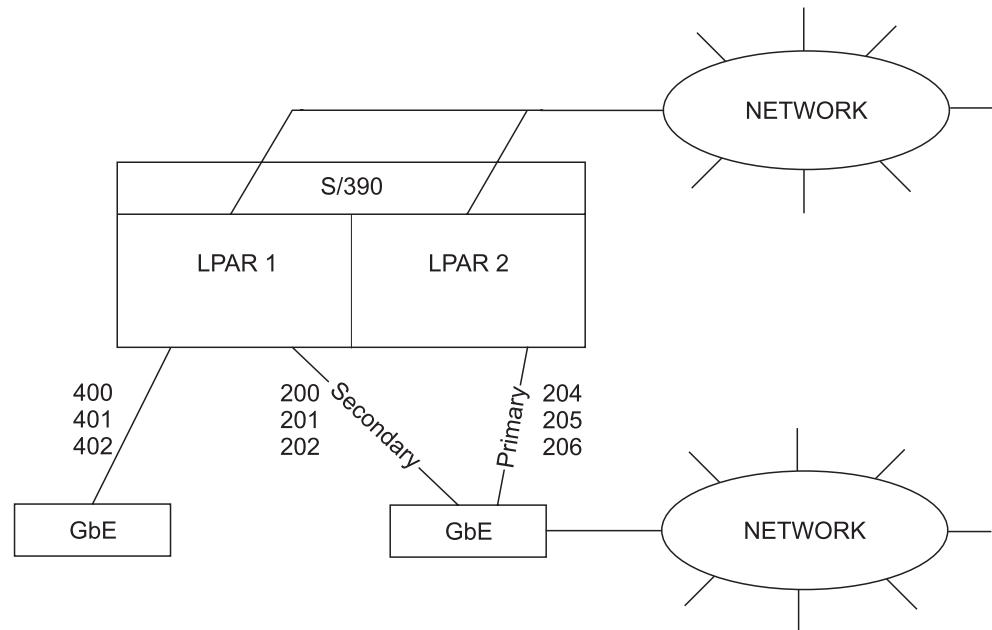 NETWORK
S/390
LPAR 1
LPAR 2
400
401
402
200
201
202
Secondary
Primary
204
205
206
GbE
GbE
NETWORK